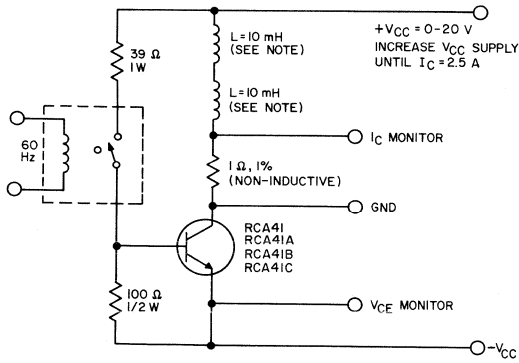 +VCC = 0-20 V
INCREASE VCC SUPPLY
UNTIL IC = 2.5 A
39 Ω
1W
L = 10 mH
(SEE NOTE)
L = 10 mH
(SEE NOTE)
60
Hz
IC MONITOR
1 Ω, 1%
(NON-INDUCTIVE)
GND
RCA41
RCA41A
RCA41B
RCA41C
100 Ω
1/2 W
VCE MONITOR
-VCC